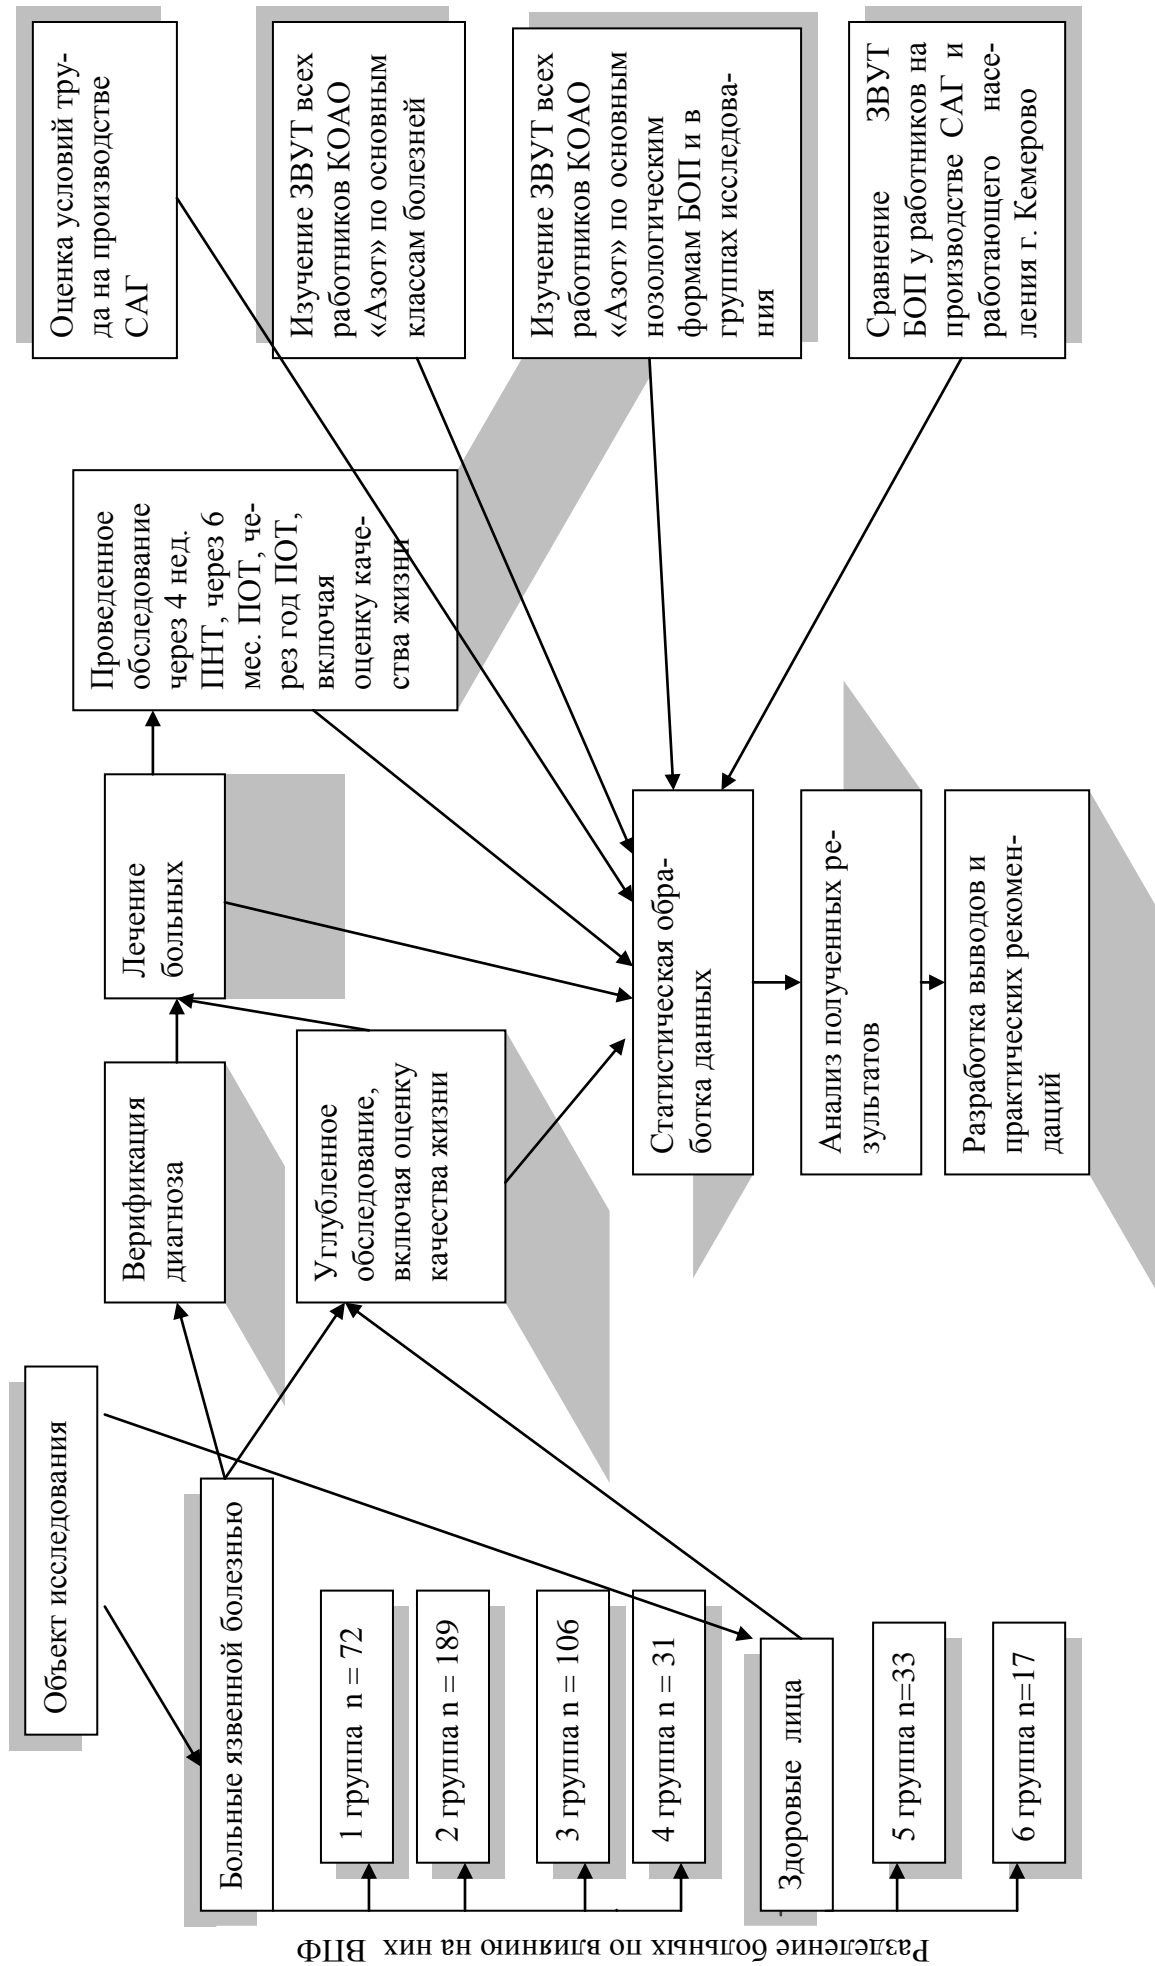 Объект исследования
Больные язвенной болезнью
1 группа n = 72
2 группа n = 189
3 группа n = 106
4 группа n = 31
Здоровые лица
5 группа n=33
6 группа n=17
Разделение больных по влиянию на них ВПФ
Верификация
диагноза
Углубленное
обследование,
включая оценку
качества жизни
Лечение
больных
Проведенное
обследование
через 4 нед.
ПНТ, через 6
мес. ПОТ, че-
рез год ПОТ,
включая
оценку каче-
ства жизни
Статистическая обра-
ботка данных
Анализ полученных ре-
зультатов
Разработка выводов и
практических рекомен-
даций
Оценка условий тру-
да на производстве
САГ
Изучение ЗВУТ всех
работников КОАО
«Азот» по основным
классам болезней
Изучение ЗВУТ всех
работников КОАО
«Азот» по основным
нозологическим
формам БОП и в
группах исследова-
ния
Сравнение ЗВУТ
БОП у работников на
производстве САГ и
работающего насе-
ления г. Кемерово